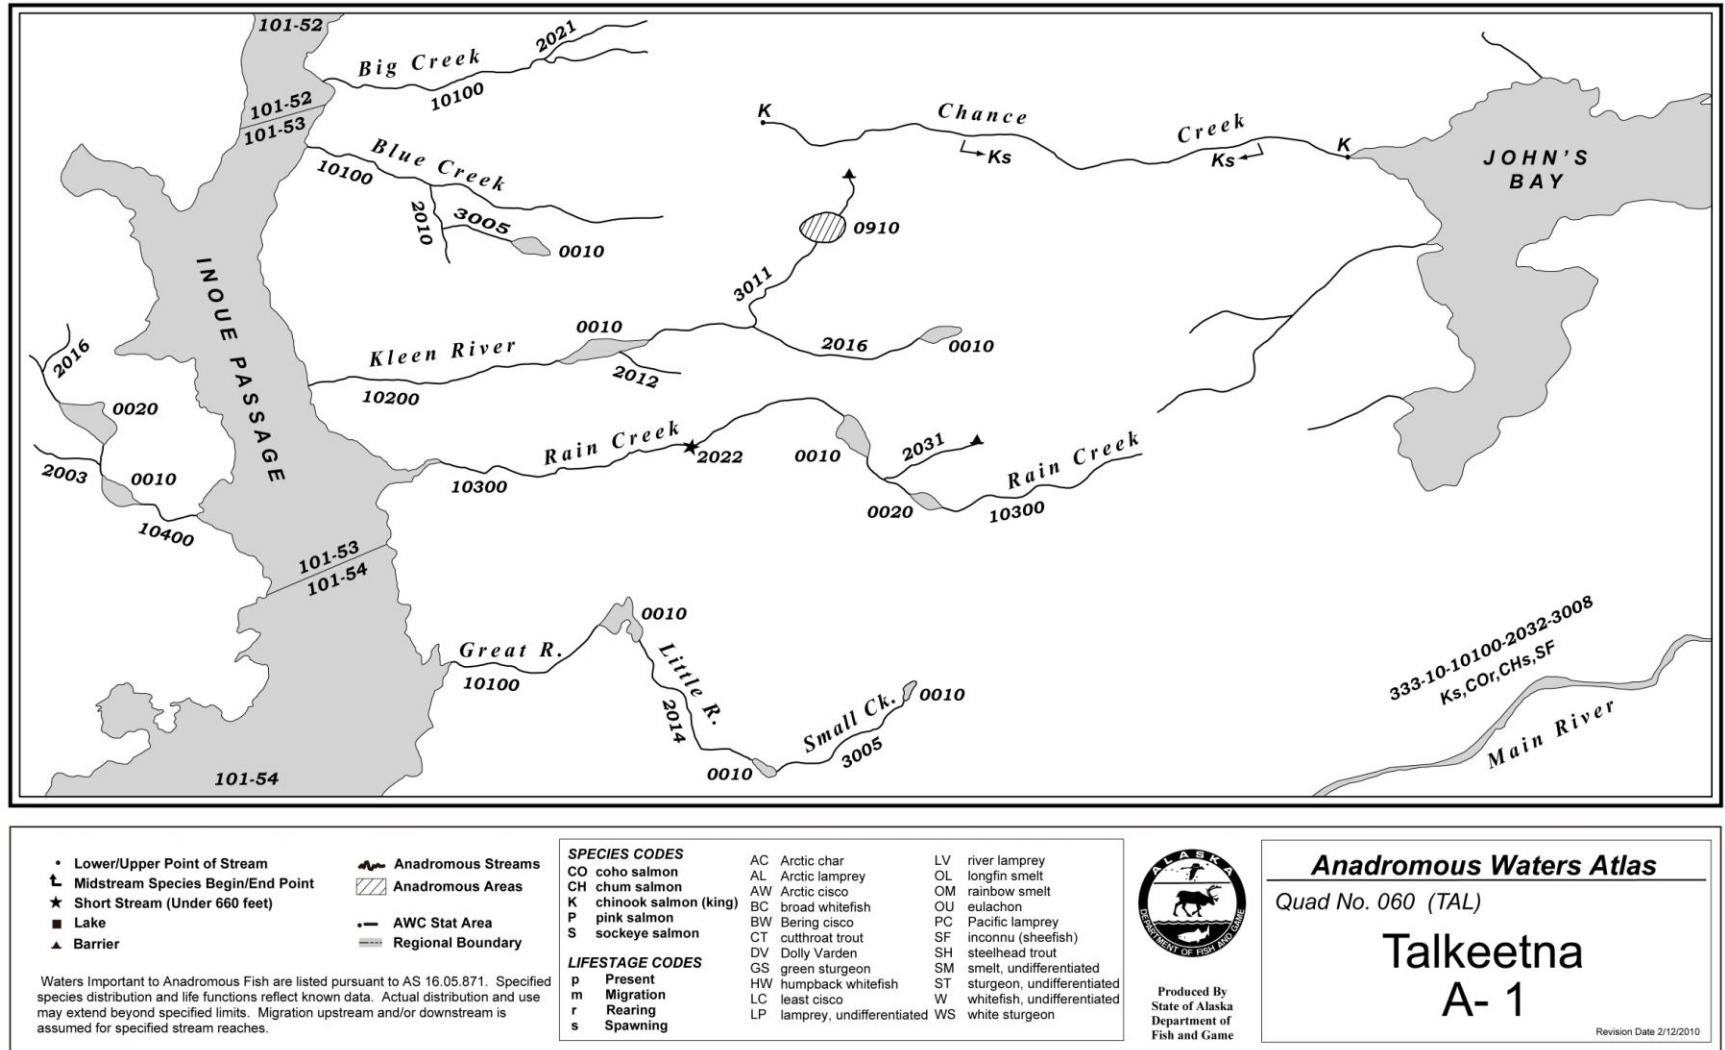 101-52
Big Creek
2021
10100
101-52
101-53
Blue Creek
10100
2010
3005
0010
K
Chance Creek
K
Ks
Ks
JOHN'S
BAY
0910
3011
INOUE PASSAGE
0010
Kleen River
10200
2012
2016
0010
2016
0020
2003
0010
10400
Rain Creek
10300
2022
0010
2031
0020
Rain Creek
10300
101-53
101-54
0010
Great R.
10100
Little R.
2014
0010
Small Ck.
3005
0010
333-10-10100-2032-3008
Ks,COr,CHs,SF
Main River
101-54
Lower/Upper Point of Stream
Midstream Species Begin/End Point
Short Stream (Under 660 feet)
Lake
Barrier
Anadromous Streams
Anadromous Areas
AWC Stat Area
Regional Boundary
Waters Important to Anadromous Fish are listed pursuant to AS 16.05.871. Specified
species distribution and life functions reflect known data. Actual distribution and use
may extend beyond specified limits. Migration upstream and/or downstream is
assumed for specified stream reaches.
SPECIES CODES
CO coho salmon
CH chum salmon
K chinook salmon (king)
P pink salmon
S sockeye salmon
LIFESTAGE CODES
p Present
m Migration
r Rearing
s Spawning
AC Arctic char
AL Arctic lamprey
AW Arctic cisco
BC broad whitefish
BW Bering cisco
CT cutthroat trout
DV Dolly Varden
GS green sturgeon
HW humpback whitefish
LC least cisco
LP lamprey, undifferentiated
LV river lamprey
OL longfin smelt
OM rainbow smelt
OU eulachon
PC Pacific lamprey
SF inconnu (sheefish)
SH steelhead trout
SM smelt, undifferentiated
ST sturgeon, undifferentiated
W whitefish, undifferentiated
WS white sturgeon
ALASKA
DEPARTMENT OF FISH AND GAME
Produced By
State of Alaska
Department of
Fish and Game
Anadromous Waters Atlas
Quad No. 060 (TAL)
Talkeetna
A- 1
Revision Date 2/12/2010